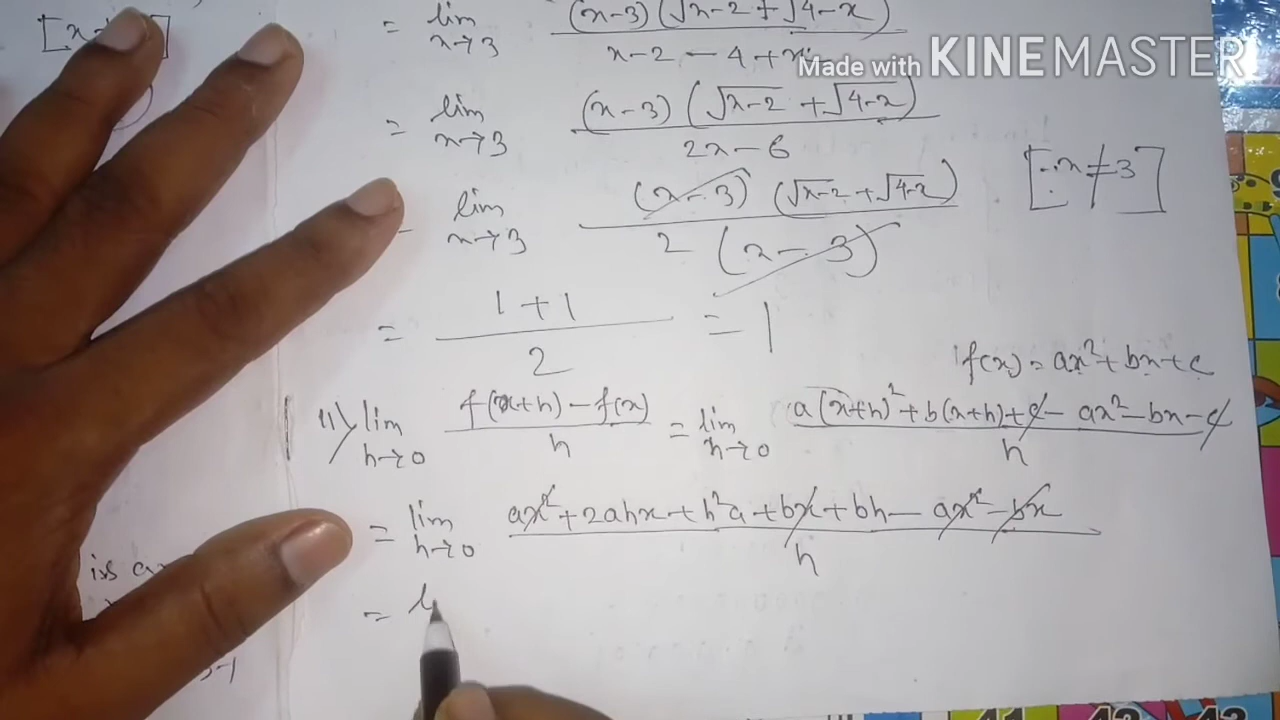 = lim x→3 (x-3)(√x-2 + √4-x) / x-2-4+x
Made with KINEMASTER
= lim x→3 (x-3)(√x-2 + √4-x) / 2x-6
= lim x→3 (x-3)(√x-2 + √4-x) / 2(x-3) [∵ x≠3]
= 1+1 / 2 = 1
f(x) = ax²+bx+c
11) lim h→0 f(x+h)-f(x) / h = lim h→0 a(x+h)²+b(x+h)+c-ax²-bx-c / h
= lim h→0 ax²+2ahx+h²a+bx+bh-ax²-bx / h
=